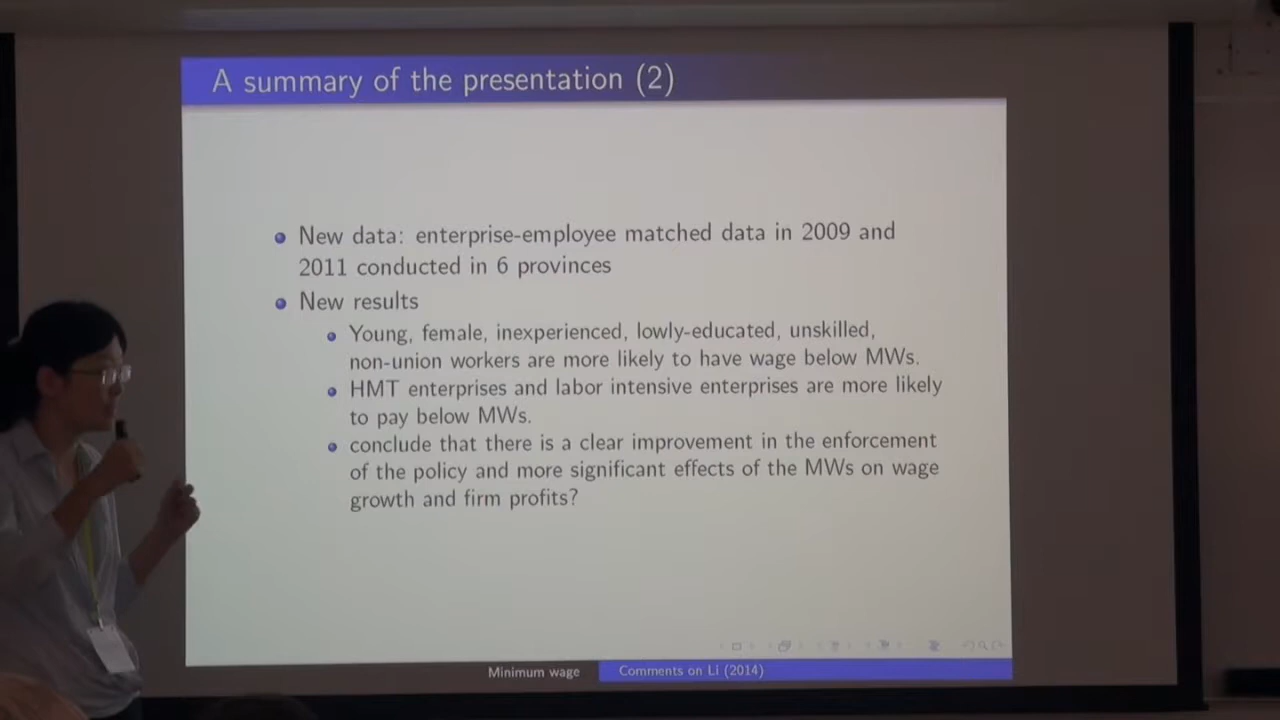 A summary of the presentation (2)
New data: enterprise-employee matched data in 2009 and
2011 conducted in 6 provinces
New results
Young, female, inexperienced, lowly-educated, unskilled,
non-union workers are more likely to have wage below MWs.
HMT enterprises and labor intensive enterprises are more likely
to pay below MWs.
conclude that there is a clear improvement in the enforcement
of the policy and more significant effects of the MWs on wage
growth and firm profits?
Minimum wage
Comments on Li (2014)